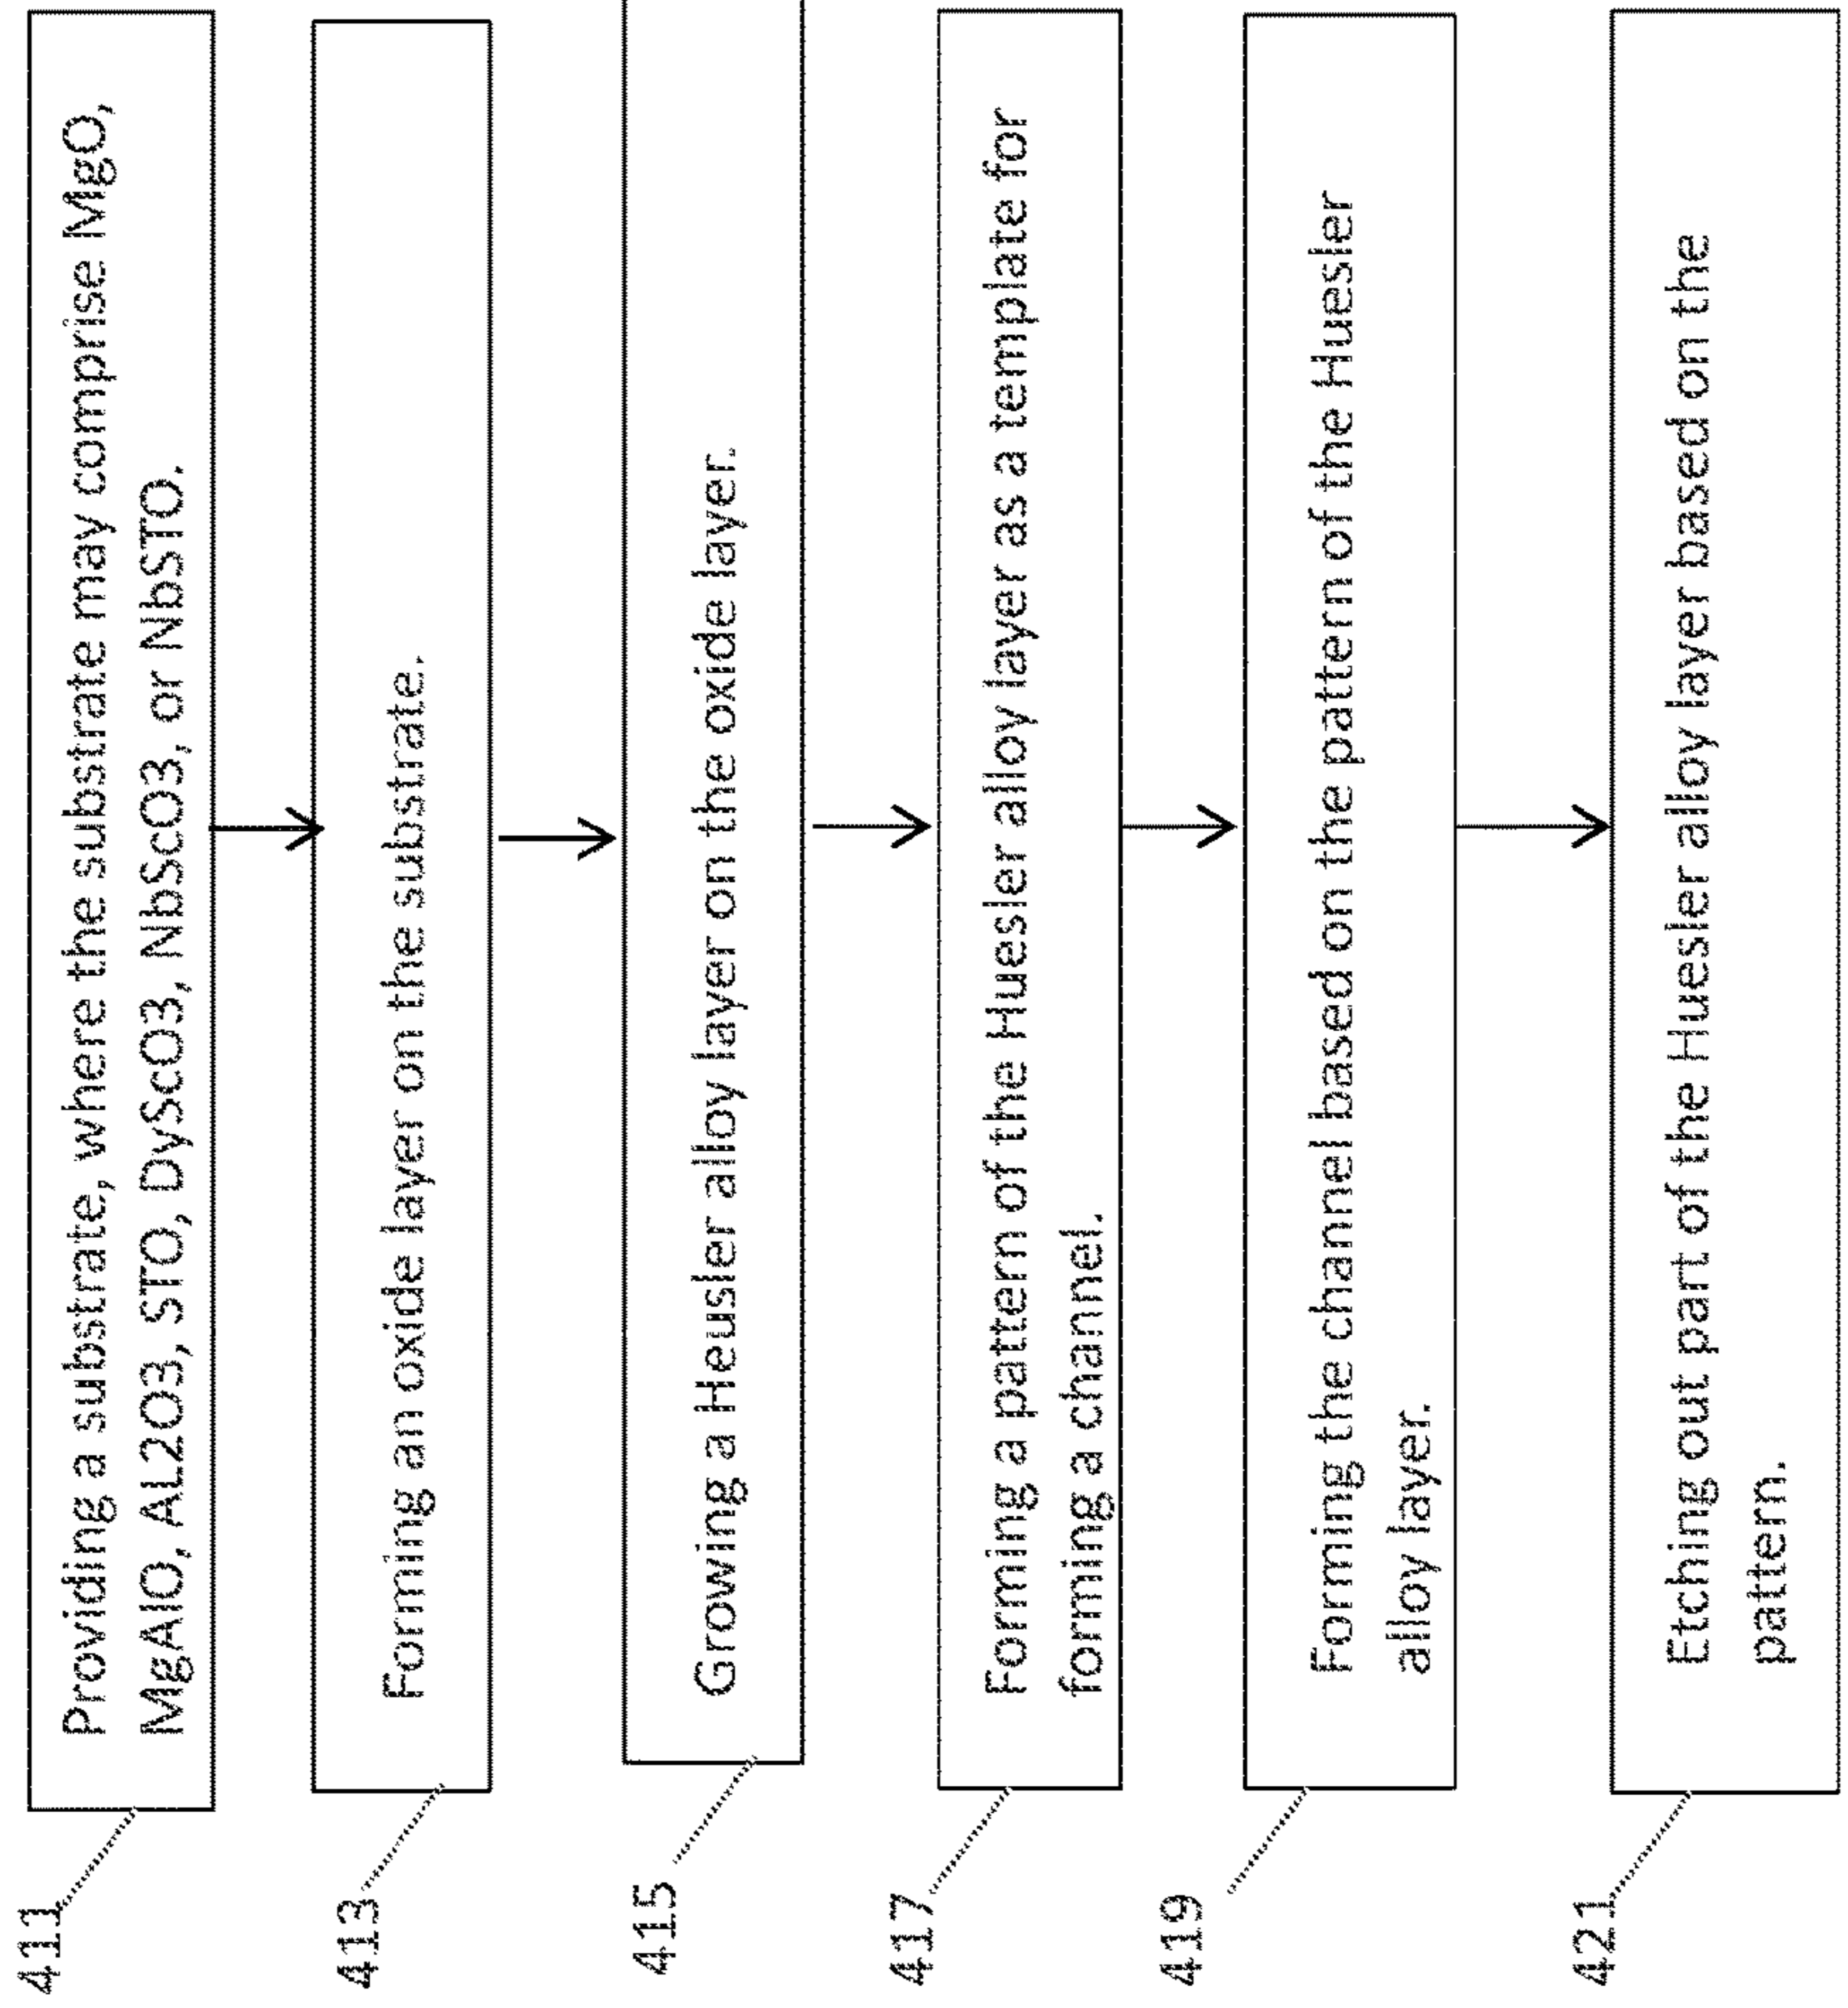 411
Providing a substrate, where the substrate may comprise MgO,
MgAlO, AL2O3, STO, DyScO3, NbScO3, or NbSTO.
413
Forming an oxide layer on the substrate.
415
Growing a Heusler alloy layer on the oxide layer.
417
Forming a pattern of the Huesler alloy layer as a template for
forming a channel.
419
Forming the channel based on the pattern of the Huesler
alloy layer.
421
Etching out part of the Huesler alloy layer based on the
pattern.